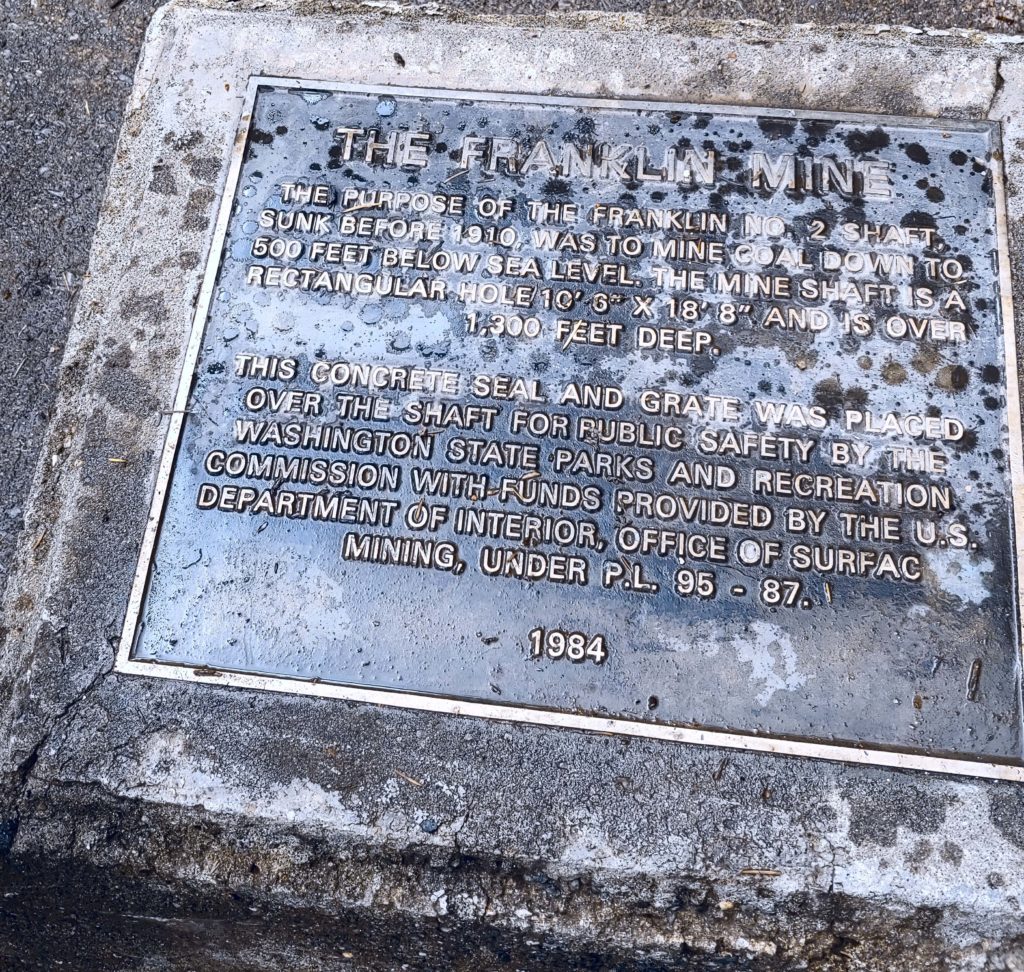 THE FRANKLIN MINE
THE PURPOSE OF THE FRANKLIN NO. 2 SHAFT,
SUNK BEFORE 1910, WAS TO MINE COAL DOWN TO
500 FEET BELOW SEA LEVEL. THE MINE SHAFT IS A
RECTANGULAR HOLE 10' 6" X 18' 8" AND IS OVER
1,300 FEET DEEP.
THIS CONCRETE SEAL AND GRATE WAS PLACED
OVER THE SHAFT FOR PUBLIC SAFETY BY THE
WASHINGTON STATE PARKS AND RECREATION
COMMISSION WITH FUNDS PROVIDED BY THE U.S.
DEPARTMENT OF INTERIOR, OFFICE OF SURFAC
MINING, UNDER P.L. 95 - 87.
1984